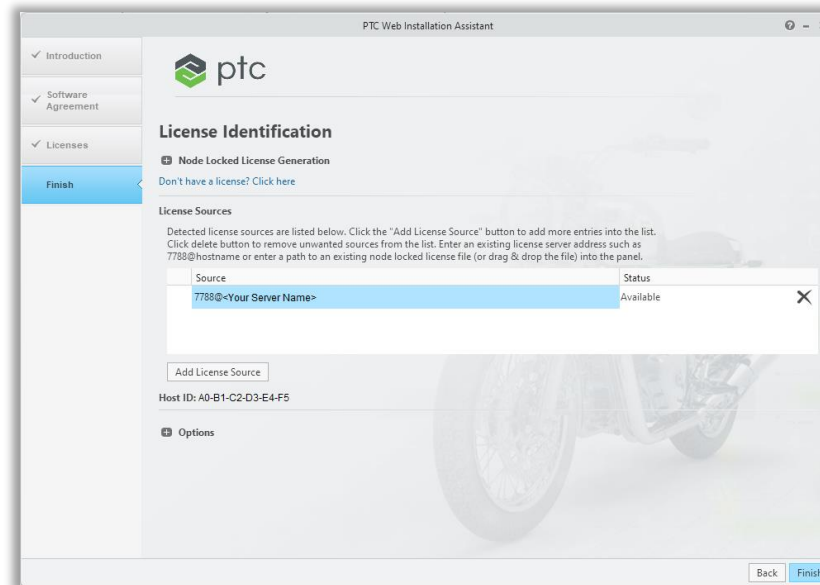 PTC Web Installation Assistant
Introduction
Software
Agreement
Licenses
Finish
ptc
License Identification
Node Locked License Generation
Don't have a license? Click here
License Sources
Detected license sources are listed below. Click the "Add License Source" button to add more entries into the list.
Click delete button to remove unwanted sources from the list. Enter an existing license server address such as
7788@hostname or enter a path to an existing node locked license file (or drag & drop the file) into the panel.
Source Status
7788@<Your Server Name> Available
Add License Source
Host ID: A0-B1-C2-D3-E4-F5
Options
Back Finish